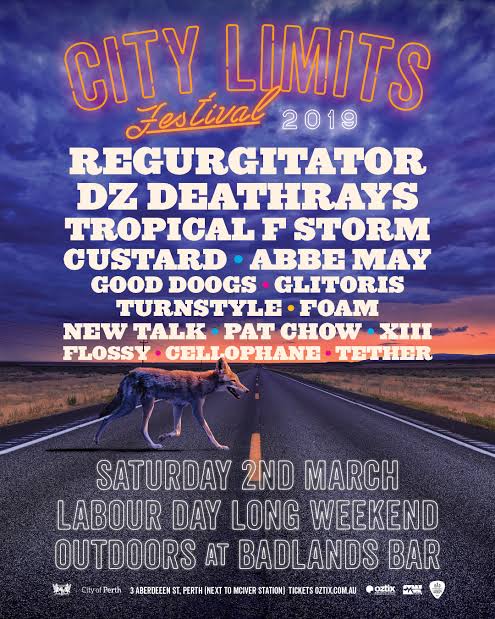 CITY LIMITS
Festival 2019
REGURGITATOR
DZ DEATHRAYS
TROPICAL F STORM
CUSTARD • ABBE MAY
GOOD DOOGS • GLITORIS
TURNSTYLE • FOAM
NEW TALK • PAT CHOW • XIII
FLOSSY • CELLOPHANE • TETHER
SATURDAY 2ND MARCH
LABOUR DAY LONG WEEKEND
OUTDOORS AT BADLANDS BAR
City of Perth 3 ABERDEEEN ST, PERTH (NEXT TO MCIVER STATION) TICKETS OZTIX.COM.AU oztix